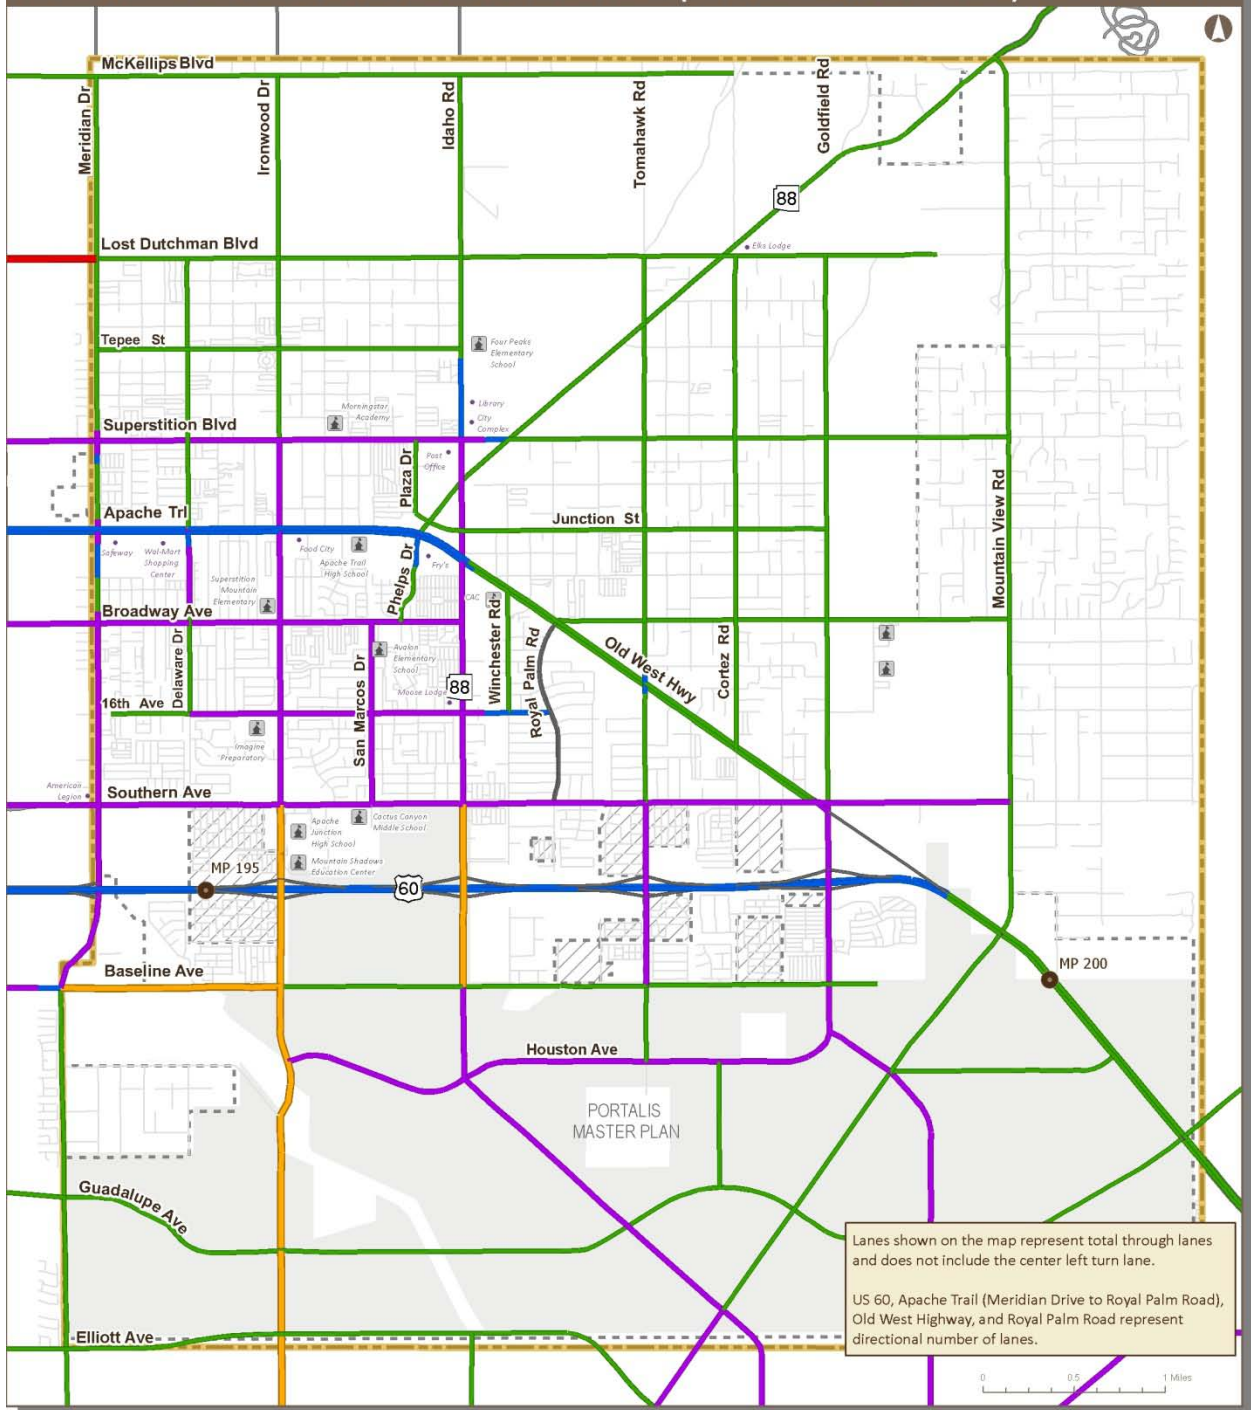 McKellips Blvd
Meridian Dr
Ironwood Dr
Idaho Rd
Tomahawk Rd
Goldfield Rd
88
Lost Dutchman Blvd
Elks Lodge
Tepee St
Four Peaks
Elementary
School
Morningstar
Academy
Library
City
Complex
Superstition Blvd
Post
Office
Plaza Dr
Mountain View Rd
Apache Trl
Junction St
Safeway
Wal-Mart
Shopping
Center
Food City
Apache Trail
High School
Phelps Dr
Fry's
Superstition
Mountain
Elementary
CAC
Broadway Ave
Delaware Dr
San Marcos Dr
Avalon
Elementary
School
Moose Lodge
88
Winchester Rd
Royal Palm Rd
Old West Hwy
Cortez Rd
16th Ave
Imagine
Preparatory
American
Legion
Southern Ave
Apache
Junction
High School
Cactus Canyon
Middle School
Mountain Shadows
Education Center
MP 195
60
Baseline Ave
MP 200
Houston Ave
PORTALIS
MASTER PLAN
Guadalupe Ave
Lanes shown on the map represent total through lanes
and does not include the center left turn lane.
US 60, Apache Trail (Meridian Drive to Royal Palm Road),
Old West Highway, and Royal Palm Road represent
directional number of lanes.
Elliott Ave
0 0.5 1 Miles